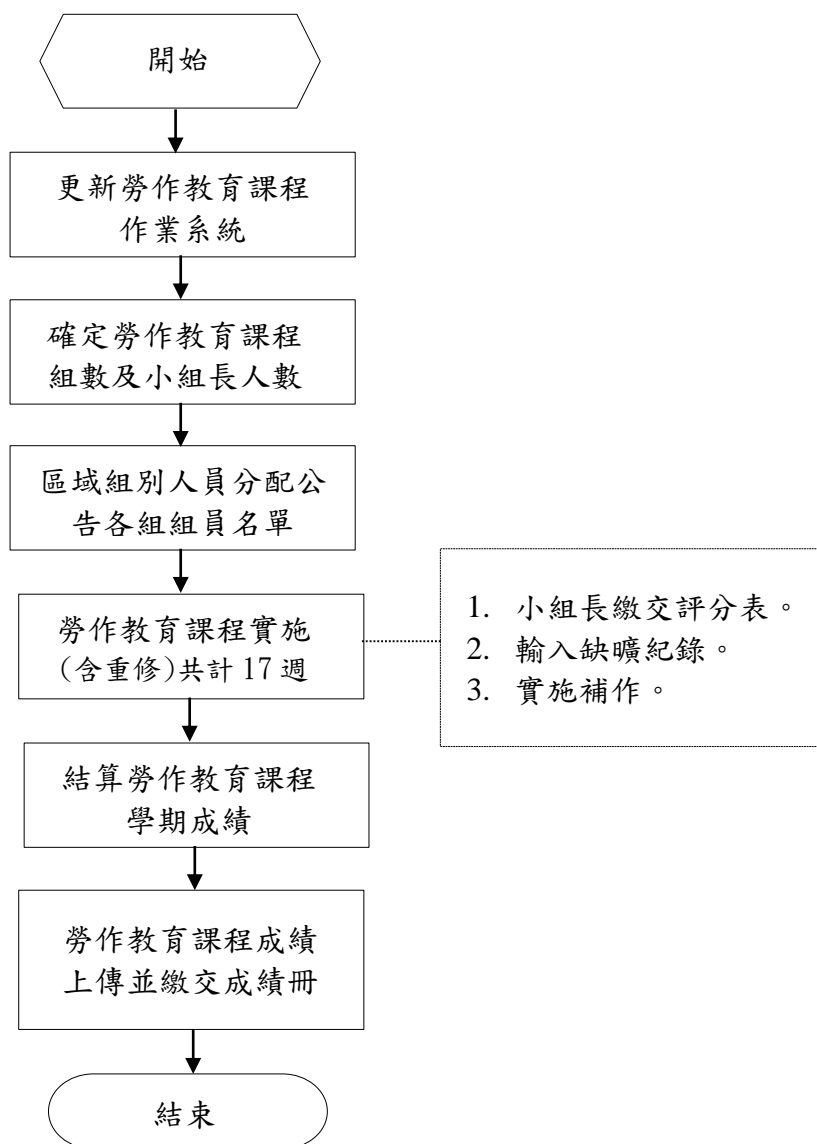 開始
更新勞作教育課程
作業系統
確定勞作教育課程
組數及小組長人數
區域組別人員分配公
告各組組員名單
勞作教育課程實施
(含重修)共計 17 週
1. 小組長繳交評分表。
2. 輸入缺曠紀錄。
3. 實施補作。
結算勞作教育課程
學期成績
勞作教育課程成績
上傳並繳交成績冊
結束